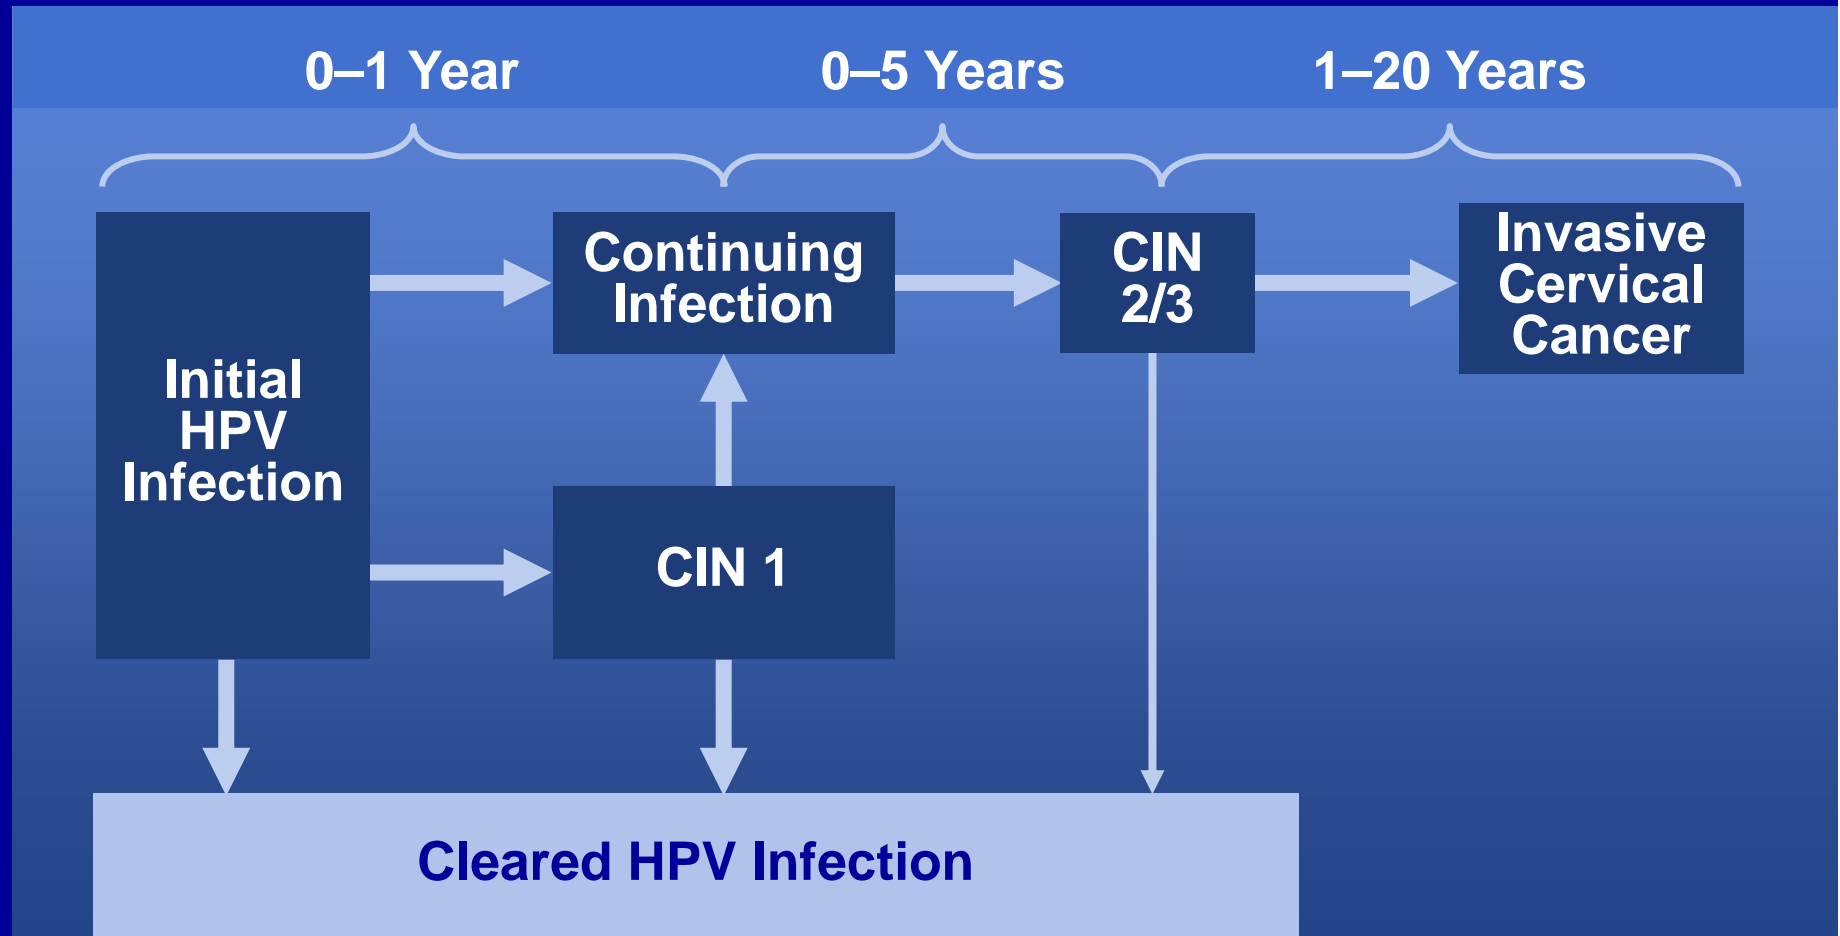 0–1 Year
0–5 Years
1–20 Years
Initial
HPV
Infection
Continuing
Infection
CIN
2/3
Invasive
Cervical
Cancer
CIN 1
Cleared HPV Infection